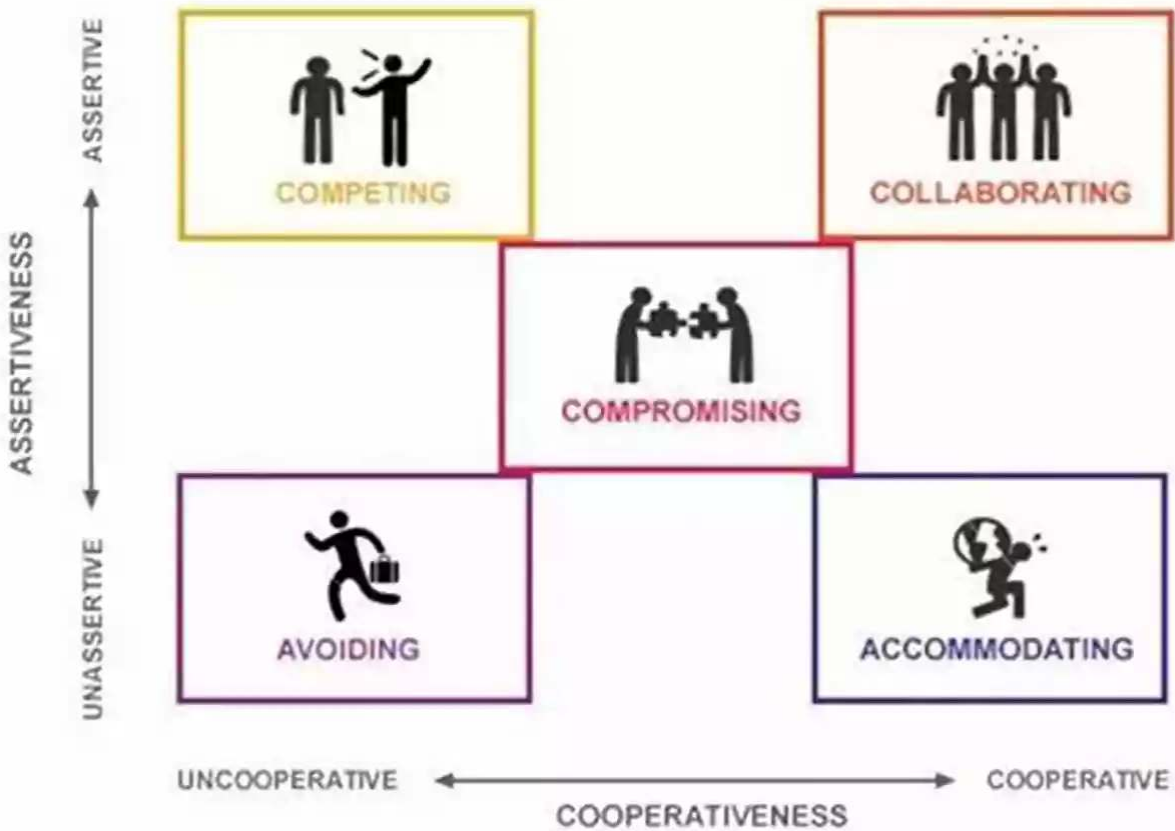 ASSERTIVE
COMPETING
COLLABORATING
ASSERTIVENESS
COMPROMISING
UNASSERTIVE
AVOIDING
ACCOMMODATING
UNCOOPERATIVE
COOPERATIVE
COOPERATIVENESS